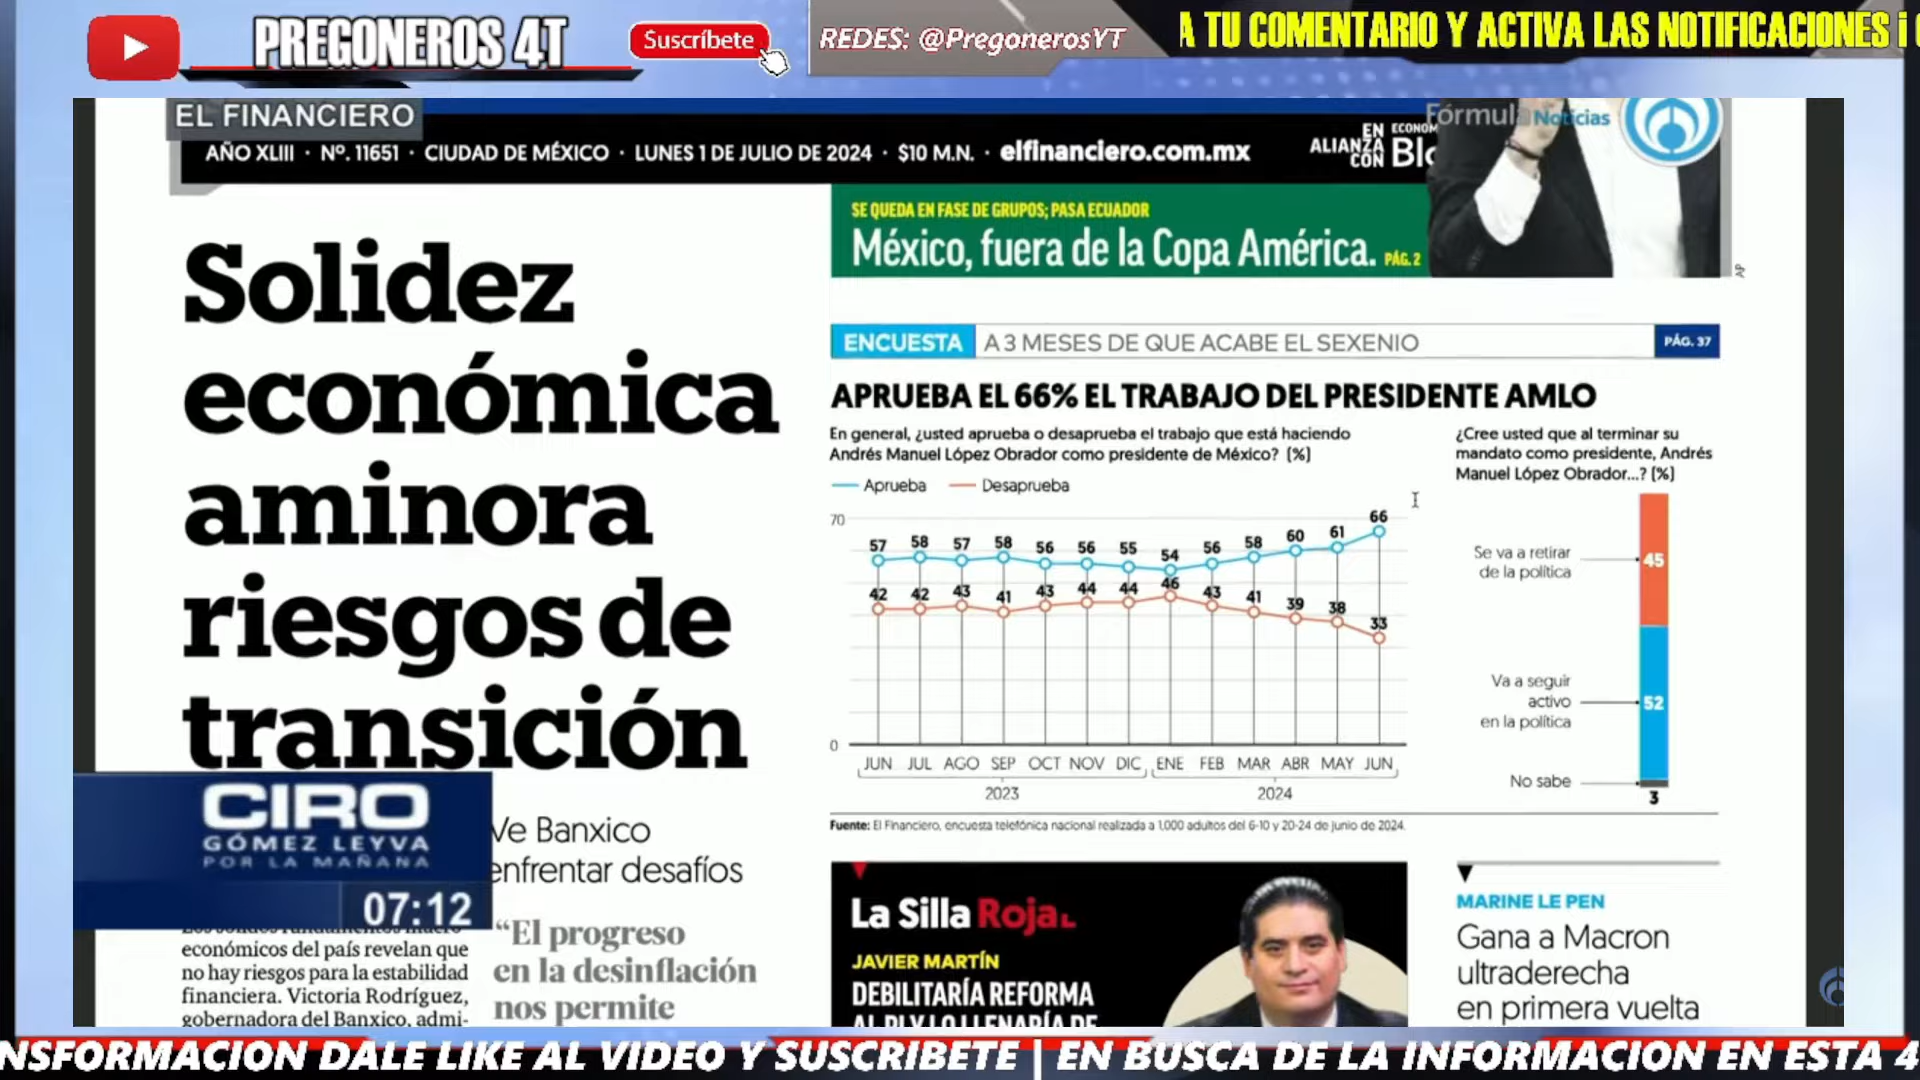 PREGONEROS 4T
Suscríbete
REDES: @PregonerosYT
A TU COMENTARIO Y ACTIVA LAS NOTIFICACIONES
EL FINANCIERO
Fórmula Noticias
AÑO XLIII · Nº. 11651 · CIUDAD DE MÉXICO · LUNES 1 DE JULIO DE 2024 · $10 M.N. · elfinanciero.com.mx
EN
ALIANZA
CON
SE QUEDA EN FASE DE GRUPOS; PASA ECUADOR
México, fuera de la Copa América. PÁG. 2
AP
Solidez
económica
aminora
riesgos de
transición
Ve Banxico
enfrentar desafíos
económicos del país revelan que
no hay riesgos para la estabilidad
financiera. Victoria Rodríguez,
gobernadora del Banxico, admi-
“El progreso
en la desinflación
nos permite
CIRO
GÓMEZ LEYVA
POR LA MAÑANA
07:12
ENCUESTA A 3 MESES DE QUE ACABE EL SEXENIO PÁG. 37
APRUEBA EL 66% EL TRABAJO DEL PRESIDENTE AMLO
En general, ¿usted aprueba o desaprueba el trabajo que está haciendo
Andrés Manuel López Obrador como presidente de México? (%)
Aprueba Desaprueba
70
57 58 57 58 56 56 55 54 56 58 60 61 66
42 42 43 41 43 44 44 46 43 41 39 38 33
0
JUN JUL AGO SEP OCT NOV DIC ENE FEB MAR ABR MAY JUN
2023 2024
¿Cree usted que al terminar su
mandato como presidente, Andrés
Manuel López Obrador...? (%)
Se va a retirar
de la política
45
Va a seguir
activo
en la política
52
No sabe
3
Fuente: El Financiero, encuesta telefónica nacional realizada a 1,000 adultos del 6-10 y 20-24 de junio de 2024.
La Silla Roja
JAVIER MARTÍN
DEBILITARÍA REFORMA
AL PJ Y LO LLENARÍA DE
MARINE LE PEN
Gana a Macron
ultraderecha
en primera vuelta
NSFORMACION DALE LIKE AL VIDEO Y SUSCRIBETE | EN BUSCA DE LA INFORMACION EN ESTA 4